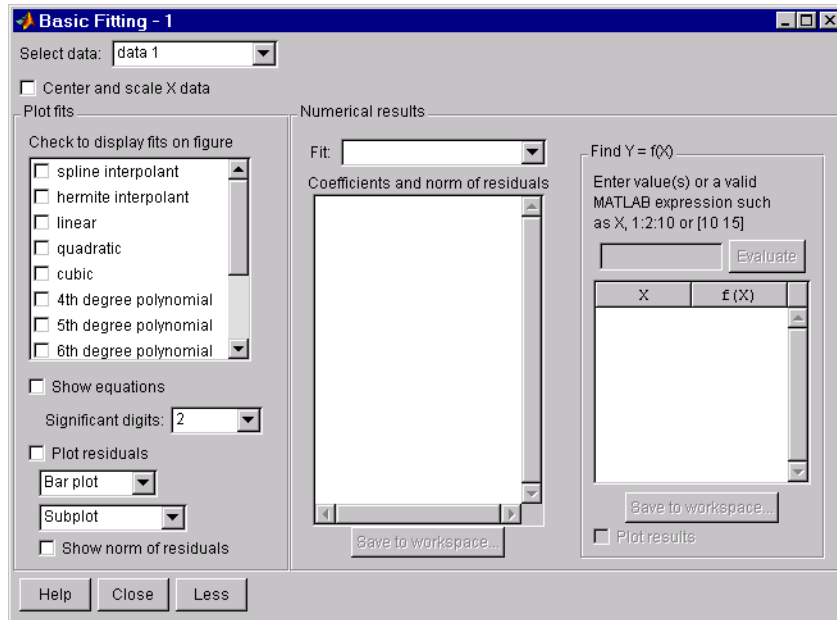 Basic Fitting - 1
Select data: data 1
Center and scale X data
Plot fits
Check to display fits on figure
spline interpolant
hermite interpolant
linear
quadratic
cubic
4th degree polynomial
5th degree polynomial
6th degree polynomial
Show equations
Significant digits: 2
Plot residuals
Bar plot
Subplot
Show norm of residuals
Numerical results
Fit:
Coefficients and norm of residuals
Save to workspace...
Find Y = f(X)
Enter value(s) or a valid
MATLAB expression such
as X, 1:2:10 or [10 15]
Evaluate
X f (X)
Save to workspace...
Plot results
Help Close Less